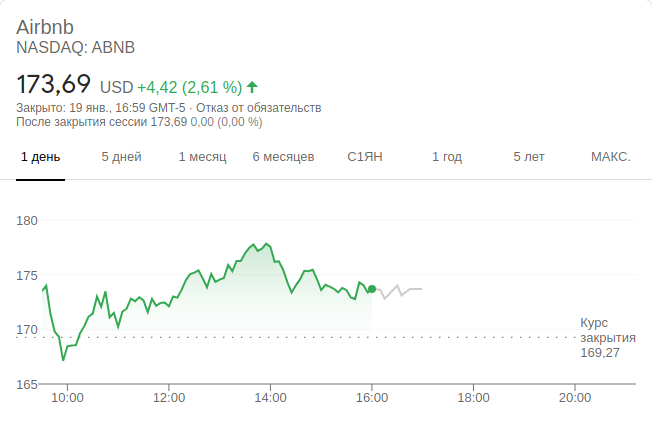 Airbnb
NASDAQ: ABNB
173,69 USD +4,42 (2,61 %)
Закрыто: 19 янв., 16:59 GMT-5 · Отказ от обязательств
После закрытия сессии 173,69 0,00 (0,00 %)
1 день 5 дней 1 месяц 6 месяцев С1ЯН 1 год 5 лет МАКС.
180
175
170
Курс
закрытия
169,27
165
10:00 12:00 14:00 16:00 18:00 20:00